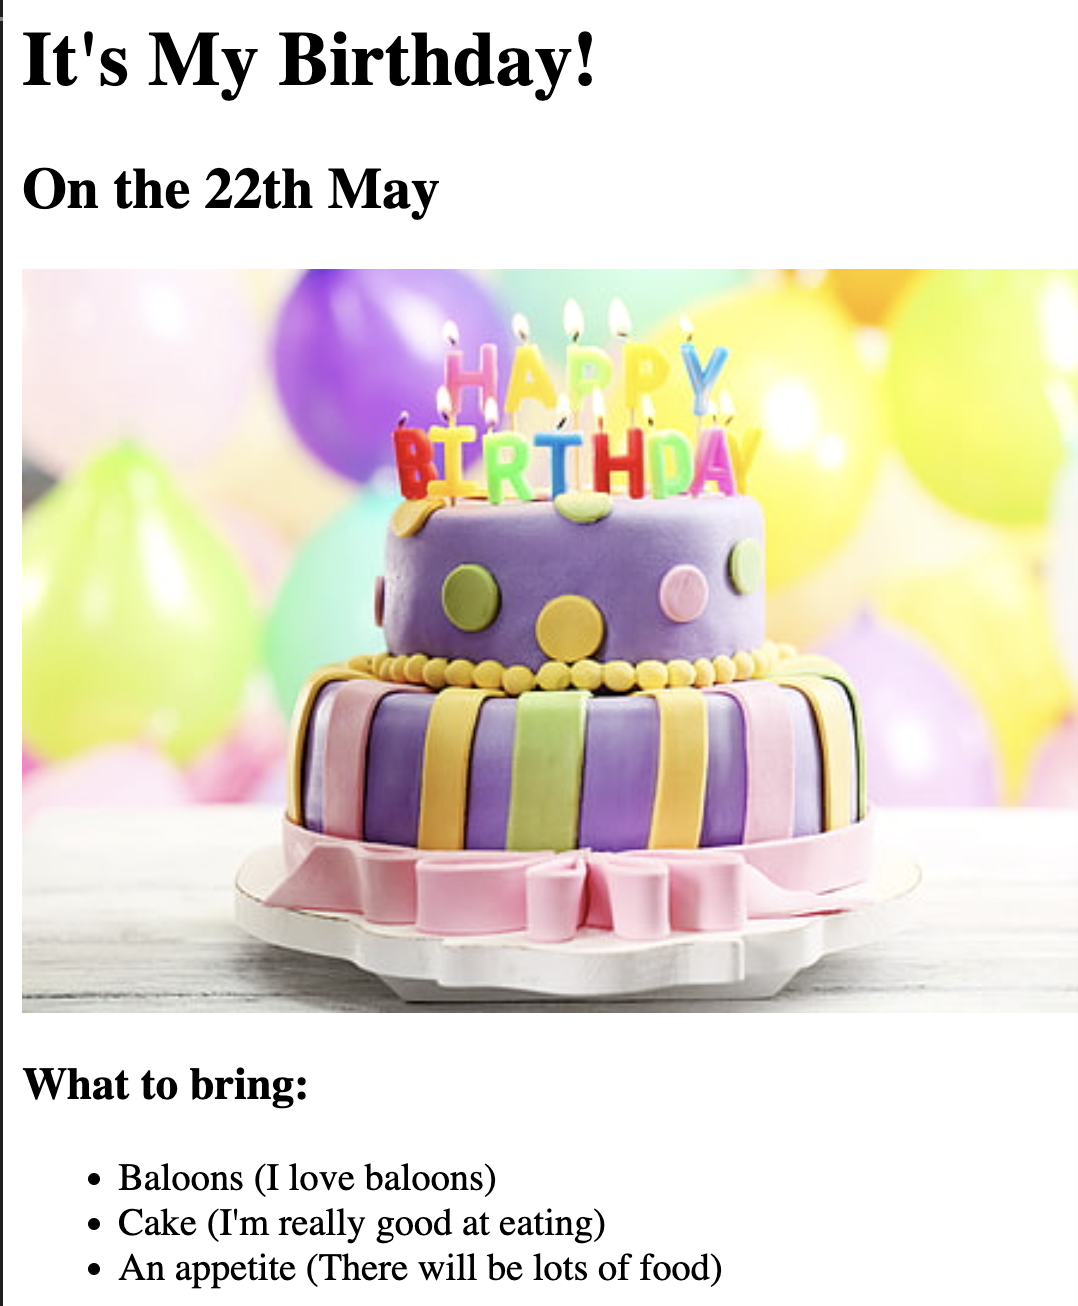 It's My Birthday!
On the 22th May
HAPPY
BIRTHDAY
What to bring:
Baloons (I love baloons)
Cake (I'm really good at eating)
An appetite (There will be lots of food)